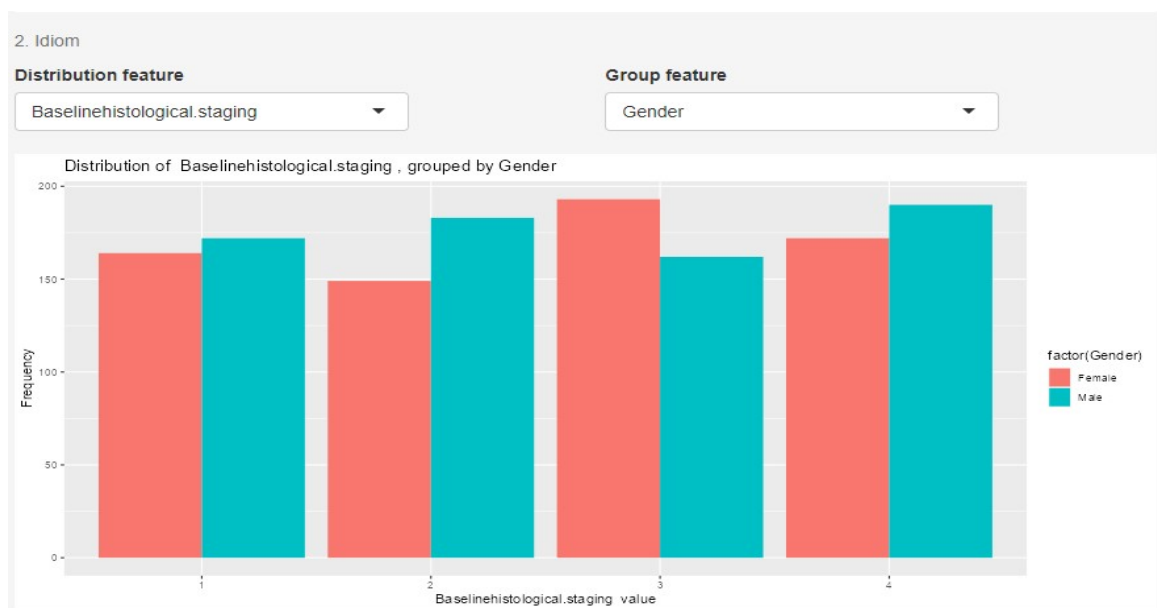 2. Idiom
Distribution feature
Group feature
Baselinehistological.staging
Gender
Distribution of Baselinehistological.staging , grouped by Gender
200
150
100
50
0
Frequency
1
2
3
4
Baselinehistological.staging value
factor(Gender)
Female
Male